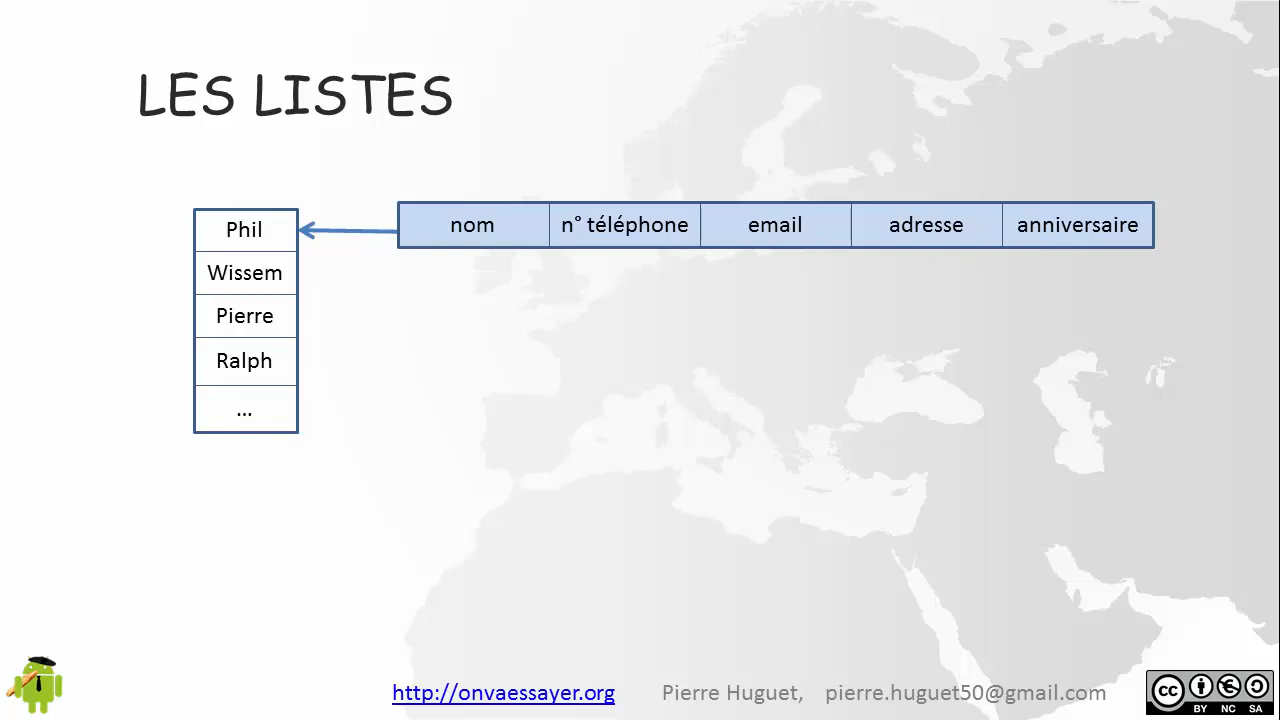 LES LISTES
Phil
nom
n° téléphone
email
adresse
anniversaire
Wissem
Pierre
Ralph
...
http://onvaessayer.org
Pierre Huguet, pierre.huguet50@gmail.com
cc
BY NC SA